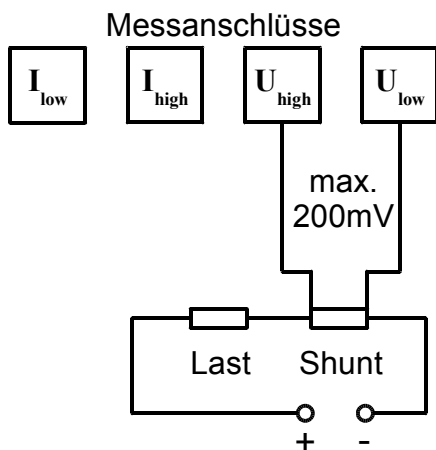 Messanschlüsse
I low I high U high U low
max.
200mV
Last Shunt
+ -